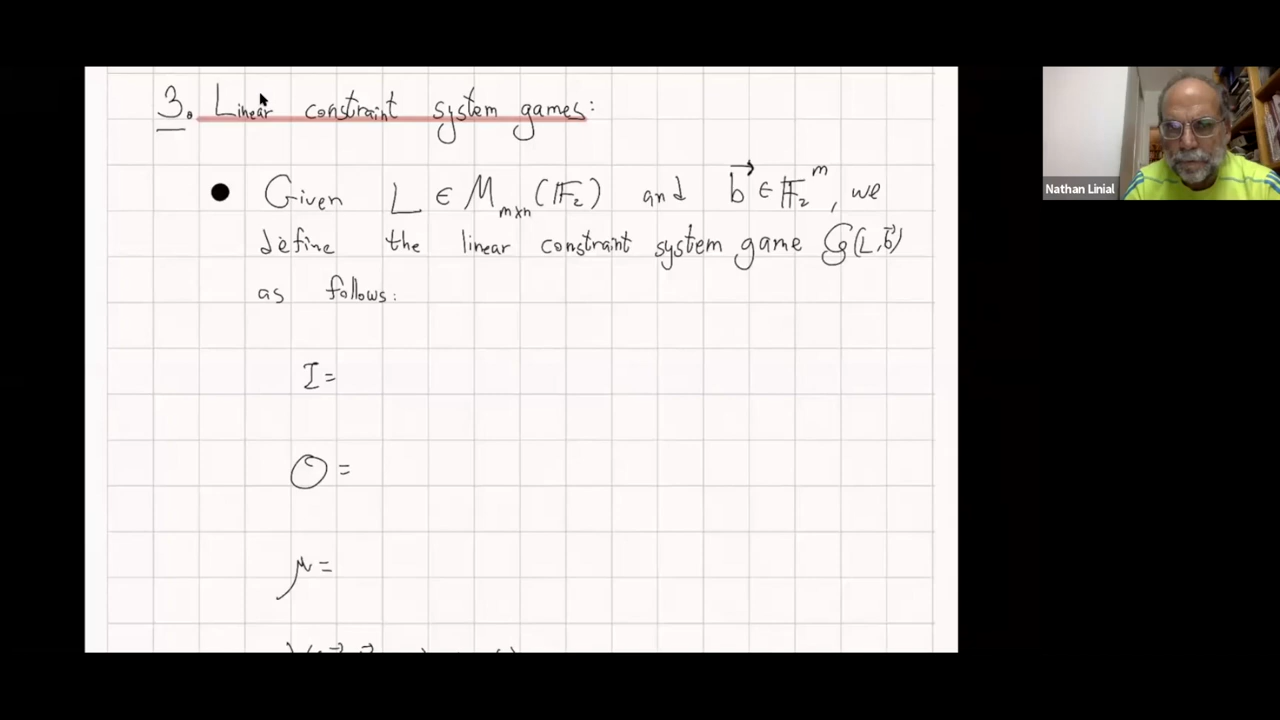 3. Linear constraint system games:
Given L ∈ M_{m×n}(𝔽₂) and b⃗ ∈ 𝔽₂^m, we
define the linear constraint system game 𝒢(L,b⃗)
as follows:
I =
O =
μ =
Nathan Linial